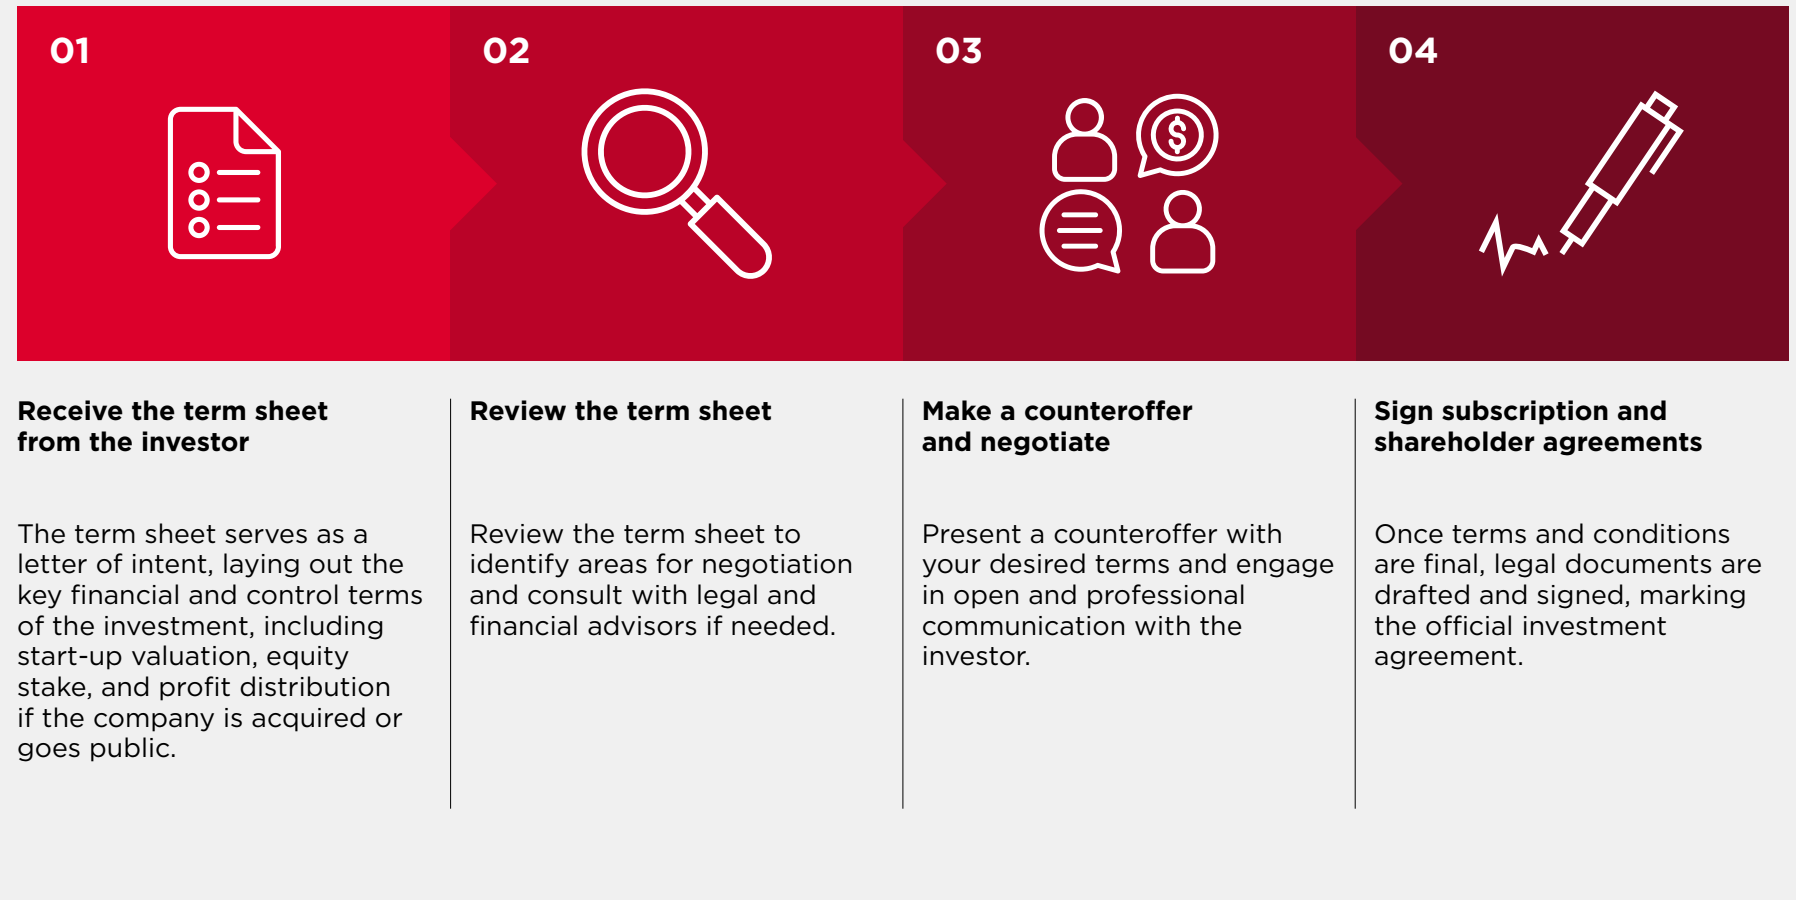 01
02
03
$
04
Receive the term sheet
from the investor
The term sheet serves as a
letter of intent, laying out the
key financial and control terms
of the investment, including
start-up valuation, equity
stake, and profit distribution
if the company is acquired or
goes public.
Review the term sheet
Review the term sheet to
identify areas for negotiation
and consult with legal and
financial advisors if needed.
Make a counteroffer
and negotiate
Present a counteroffer with
your desired terms and engage
in open and professional
communication with the
investor.
Sign subscription and
shareholder agreements
Once terms and conditions
are final, legal documents are
drafted and signed, marking
the official investment
agreement.